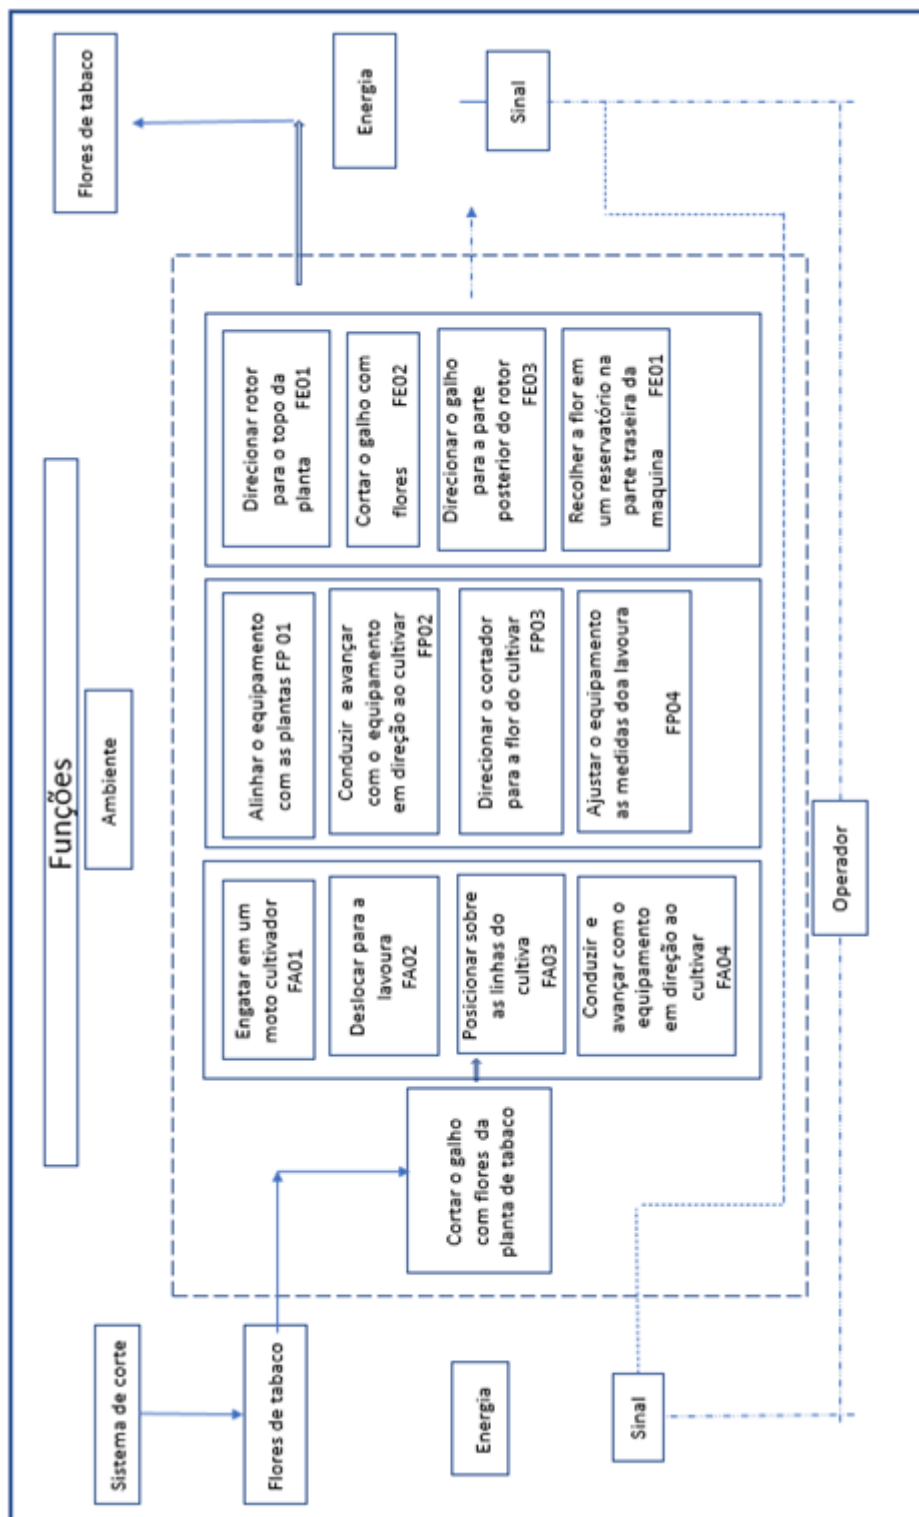 Funções
Ambiente
Sistema de corte
Flores de tabaco
Energia
Sinal
Cortar o galho
com flores da
planta de tabaco
Engatar em um
moto cultivador
FA01
Deslocar para a
lavoura
FA02
Posicionar sobre
as linhas do
cultiva
FA03
Conduzir e
avançar com o
equipamento
em direção ao
cultivar
FA04
Alinhar o equipamento
com as plantas FP 01
Conduzir e avançar
com o equipamento
em direção ao cultivar
FP02
Direcionar o cortador
para a flor do cultivar
FP03
Ajustar o equipamento
as medidas doa lavoura
FP04
Direcionar rotor
para o topo da
planta FE01
Cortar o galho com
flores FE02
Direcionar o galho
para a parte
posterior do rotor
FE03
Recolher a flor em
um reservatório na
parte traseira da
maquina FE01
Flores de tabaco
Energia
Sinal
Operador